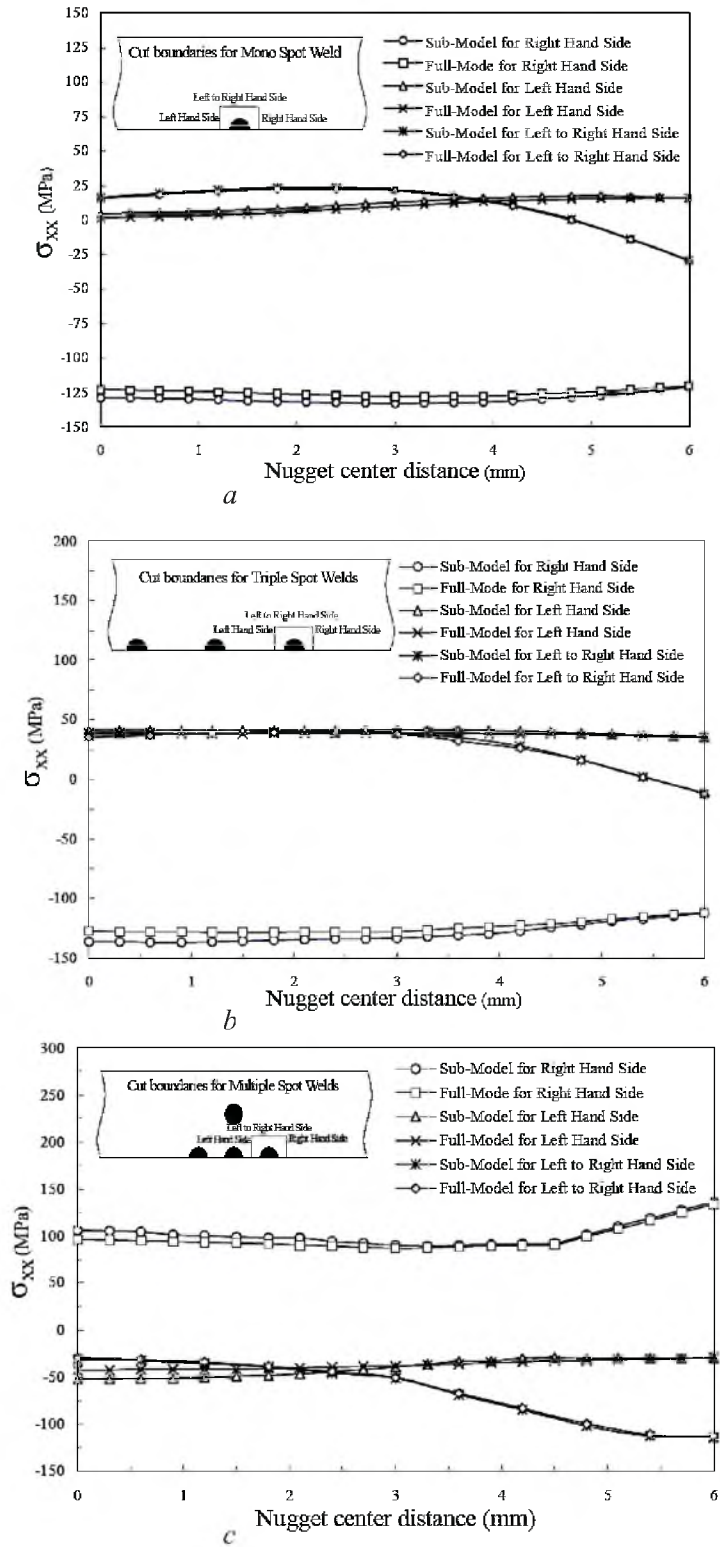 150
125
100
75
50
25
0
-25
-50
-75
-100
-125
-150
σXX (MPa)
Cut boundaries for Mono Spot Weld
Left to Right Hand Side
Left Hand Side
Right Hand Side
Sub-Model for Right Hand Side
Full-Mode for Right Hand Side
Sub-Model for Left Hand Side
Full-Model for Left Hand Side
Sub-Model for Left to Right Hand Side
Full-Model for Left to Right Hand Side
0 1 2 3 4 5 6
Nugget center distance (mm)
a
200
150
100
50
0
-50
-100
-150
σXX (MPa)
Cut boundaries for Triple Spot Welds
Left to Right Hand Side
Left Hand Side
Right Hand Side
Sub-Model for Right Hand Side
Full-Mode for Right Hand Side
Sub-Model for Left Hand Side
Full-Model for Left Hand Side
Sub-Model for Left to Right Hand Side
Full-Model for Left to Right Hand Side
0 1 2 3 4 5 6
Nugget center distance (mm)
b
300
250
200
150
100
50
0
-50
-100
-150
σXX (MPa)
Cut boundaries for Multiple Spot Welds
Left to Right Hand Side
Left Hand Side
Right Hand Side
Sub-Model for Right Hand Side
Full-Mode for Right Hand Side
Sub-Model for Left Hand Side
Full-Model for Left Hand Side
Sub-Model for Left to Right Hand Side
Full-Model for Left to Right Hand Side
0 1 2 3 4 5 6
Nugget center distance (mm)
c